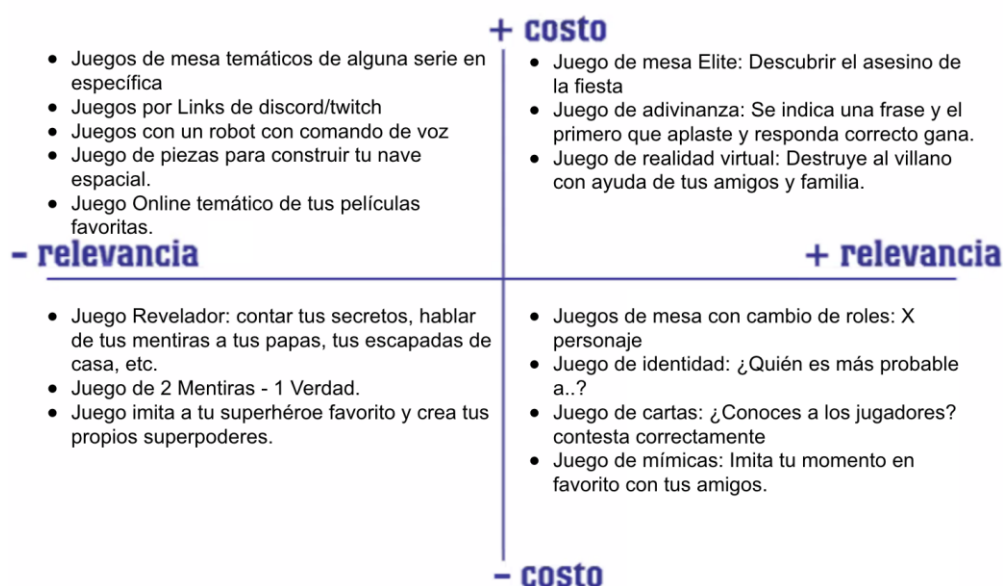 + costo
● Juegos de mesa temáticos de alguna serie en
específica
● Juegos por Links de discord/twitch
● Juegos con un robot con comando de voz
● Juego de piezas para construir tu nave
espacial.
● Juego Online temático de tus películas
favoritas.
● Juego de mesa Elite: Descubrir el asesino de
la fiesta
● Juego de adivinanza: Se indica una frase y el
primero que aplaste y responda correcto gana.
● Juego de realidad virtual: Destruye al villano
con ayuda de tus amigos y familia.
– relevancia
+ relevancia
● Juego Revelador: contar tus secretos, hablar
de tus mentiras a tus papas, tus escapadas de
casa, etc.
● Juego de 2 Mentiras - 1 Verdad.
● Juego imita a tu superhéroe favorito y crea tus
propios superpoderes.
● Juegos de mesa con cambio de roles: X
personaje
● Juego de identidad: ¿Quién es más probable
a..?
● Juego de cartas: ¿Conoces a los jugadores?
contesta correctamente
● Juego de mímicas: Imita tu momento en
favorito con tus amigos.
– costo